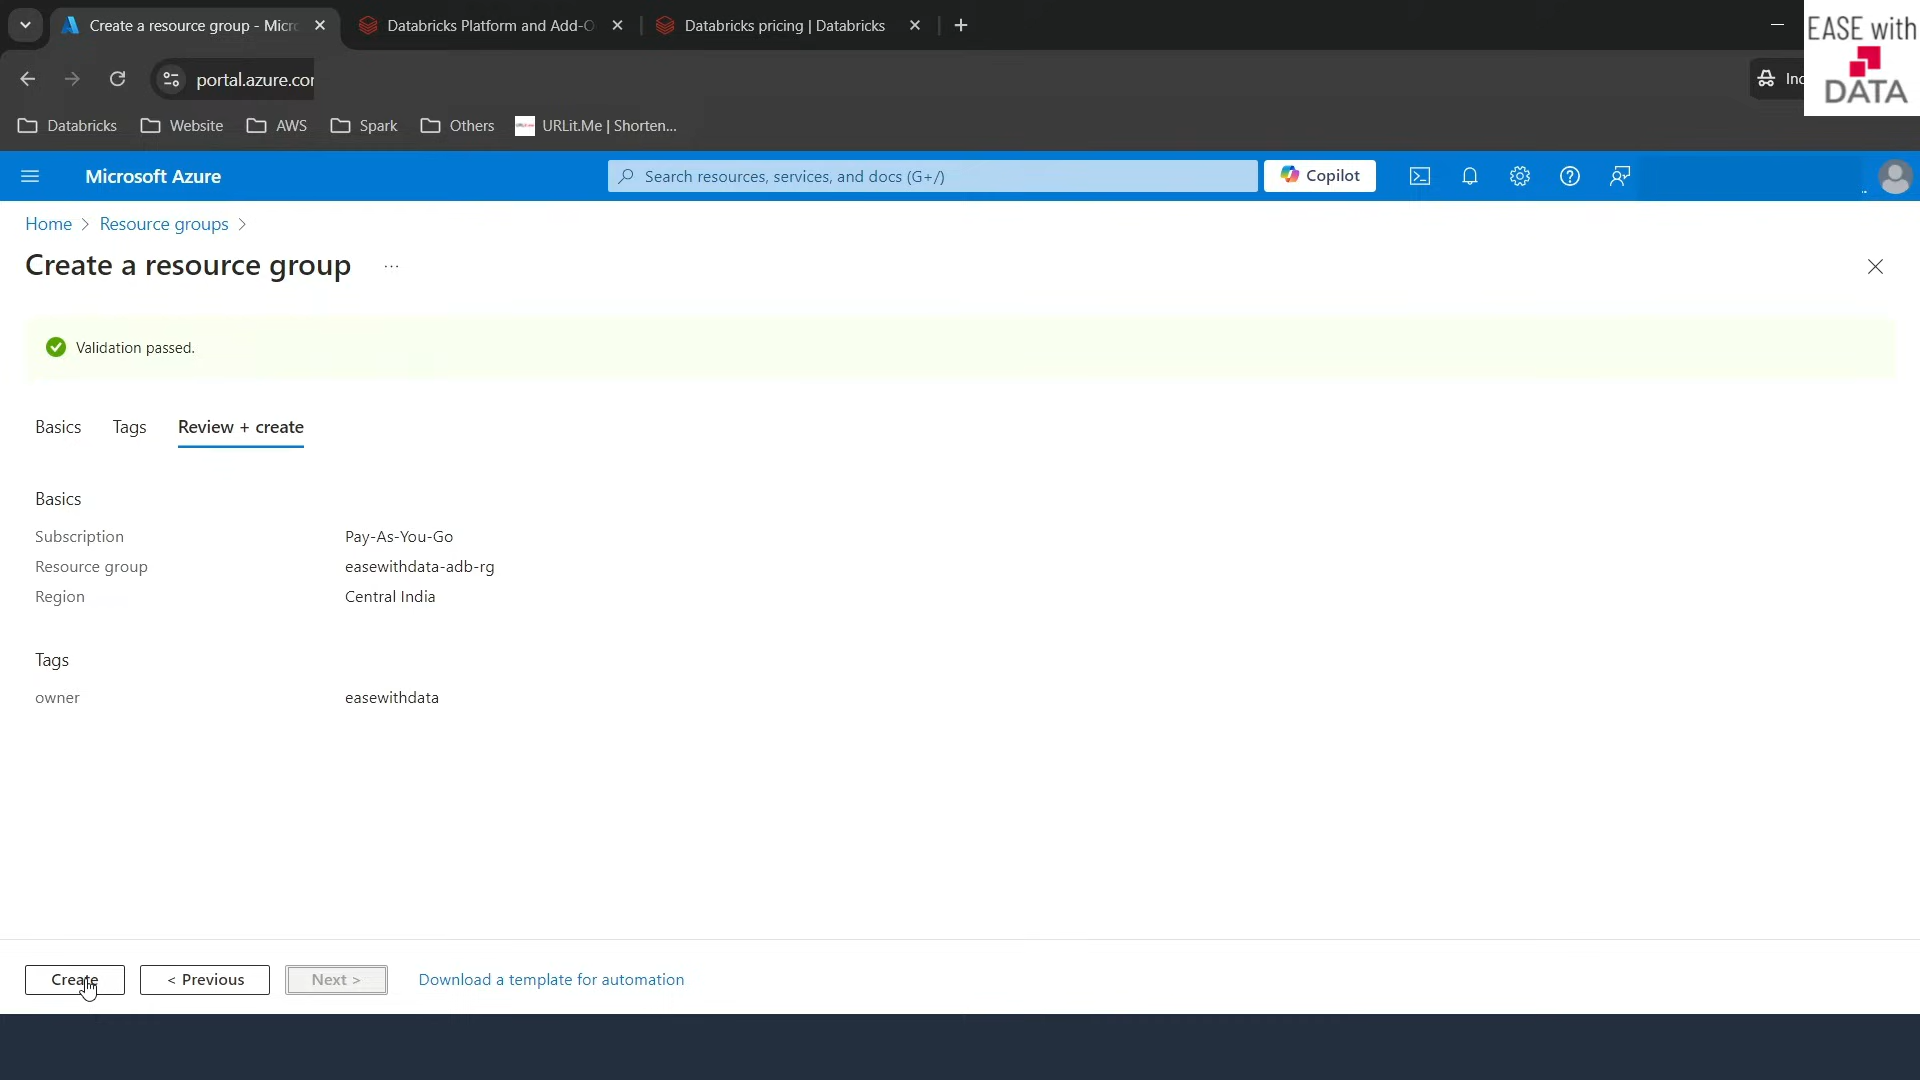 Create a resource group - Micro
Databricks Platform and Add-O
Databricks pricing | Databricks
EASE with
DATA
portal.azure.com
Databricks
Website
AWS
Spark
Others
URLit.Me | Shorten...
Microsoft Azure
Search resources, services, and docs (G+/)
Copilot
Home > Resource groups >
Create a resource group ...
Validation passed.
Basics
Tags
Review + create
Basics
Subscription Pay-As-You-Go
Resource group easewithdata-adb-rg
Region Central India
Tags
owner easewithdata
Create
< Previous
Next >
Download a template for automation